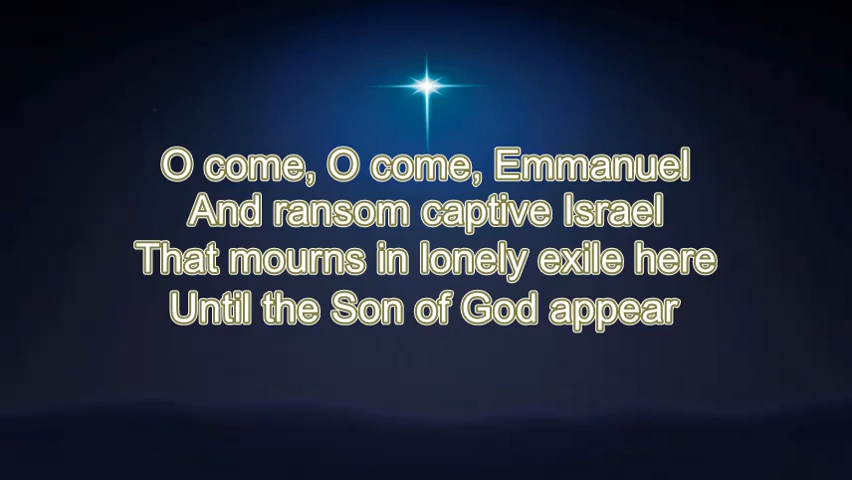 O come, O come, Emmanuel
And ransom captive Israel
That mourns in lonely exile here
Until the Son of God appear